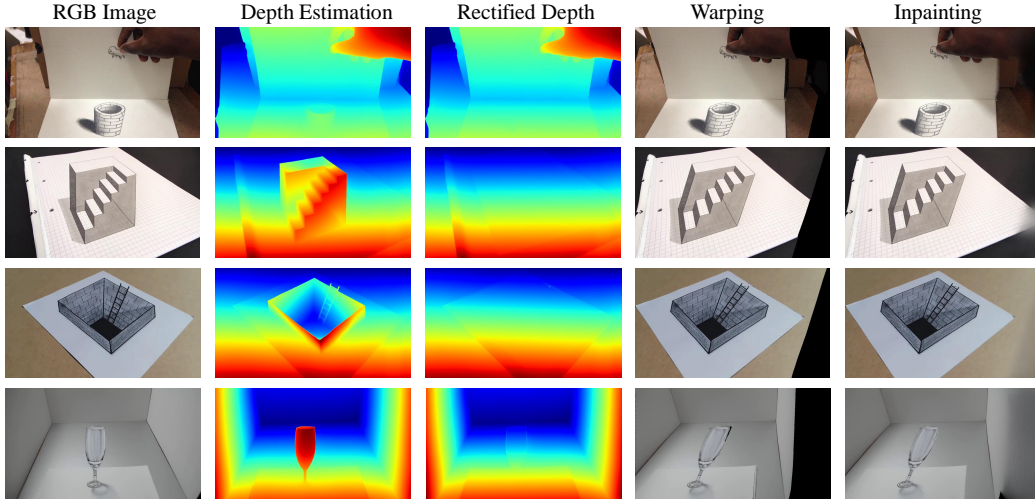 RGB Image
Depth Estimation
Rectified Depth
Warping
Inpainting